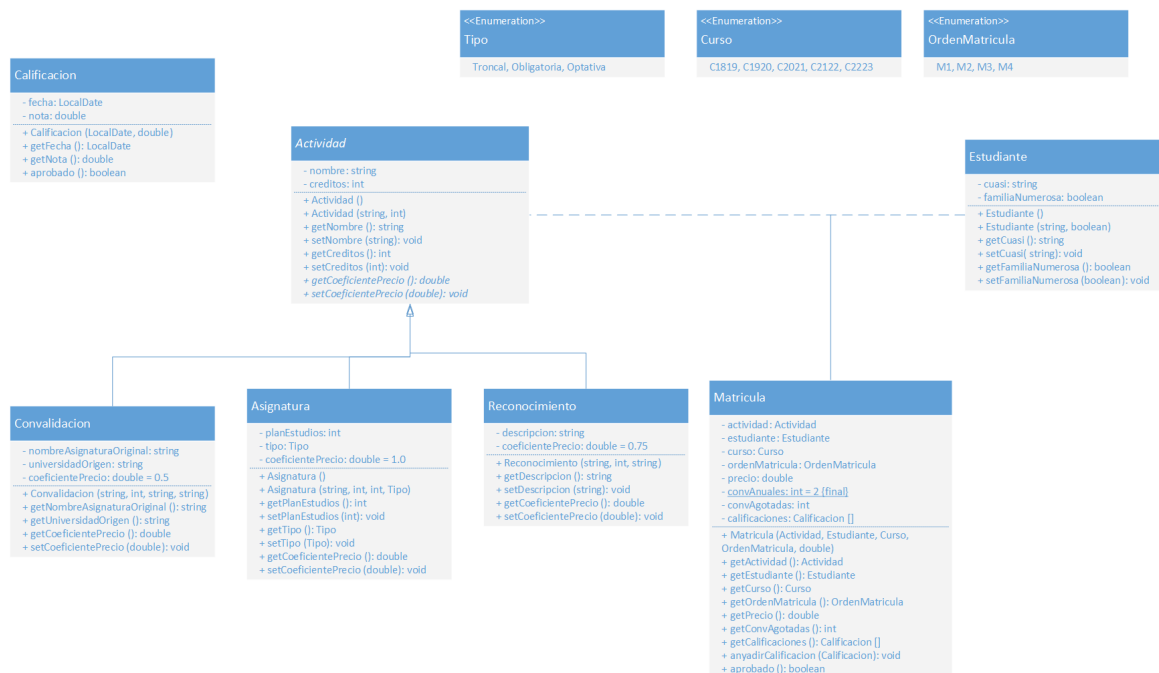 <<Enumeration>>
Tipo
Troncal, Obligatoria, Optativa
<<Enumeration>>
Curso
C1819, C1920, C2021, C2122, C2223
<<Enumeration>>
OrdenMatricula
M1, M2, M3, M4
Calificacion
- fecha: LocalDate
- nota: double
+ Calificacion (LocalDate, double)
+ getFecha (): LocalDate
+ getNota (): double
+ aprobado (): boolean
Actividad
- nombre: string
- creditos: int
+ Actividad ()
+ Actividad (string, int)
+ getNombre (): string
+ setNombre (string): void
+ getCreditos (): int
+ setCreditos (int): void
+ getCoeficientePrecio (): double
+ setCoeficientePrecio (double): void
Estudiante
- cuasi: string
- familiaNumerosa: boolean
+ Estudiante ()
+ Estudiante (string, boolean)
+ getCuasi (): string
+ setCuasi( string): void
+ getFamiliaNumerosa (): boolean
+ setFamiliaNumerosa (boolean): void
Convalidacion
- nombreAsignaturaOriginal: string
- universidadOrigen: string
- coeficientePrecio: double = 0.5
+ Convalidacion (string, int, string, string)
+ getNombreAsignaturaOriginal (): string
+ getUniversidadOrigen (): string
+ getCoeficientePrecio (): double
+ setCoeficientePrecio (double): void
Asignatura
- planEstudios: int
- tipo: Tipo
- coeficientePrecio: double = 1.0
+ Asignatura ()
+ Asignatura (string, int, int, Tipo)
+ getPlanEstudios (): int
+ setPlanEstudios (int): void
+ getTipo (): Tipo
+ setTipo (Tipo): void
+ getCoeficientePrecio (): double
+ setCoeficientePrecio (double): void
Reconocimiento
- descripcion: string
- coeficientePrecio: double = 0.75
+ Reconocimiento (string, int, string)
+ getDescripcion (): string
+ setDescripcion (string): void
+ getCoeficientePrecio (): double
+ setCoeficientePrecio (double): void
Matricula
- actividad: Actividad
- estudiante: Estudiante
- curso: Curso
- ordenMatricula: OrdenMatricula
- precio: double
- convAnuales: int = 2 {final}
- convAgotadas: int
- calificaciones: Calificacion []
+ Matricula (Actividad, Estudiante, Curso,
OrdenMatricula, double)
+ getActividad (): Actividad
+ getEstudiante (): Estudiante
+ getCurso (): Curso
+ getOrdenMatricula (): OrdenMatricula
+ getPrecio (): double
+ getConvAgotadas (): int
+ getCalificaciones (): Calificacion []
+ anyadirCalificacion (Calificacion): void
+ aprobado (): boolean